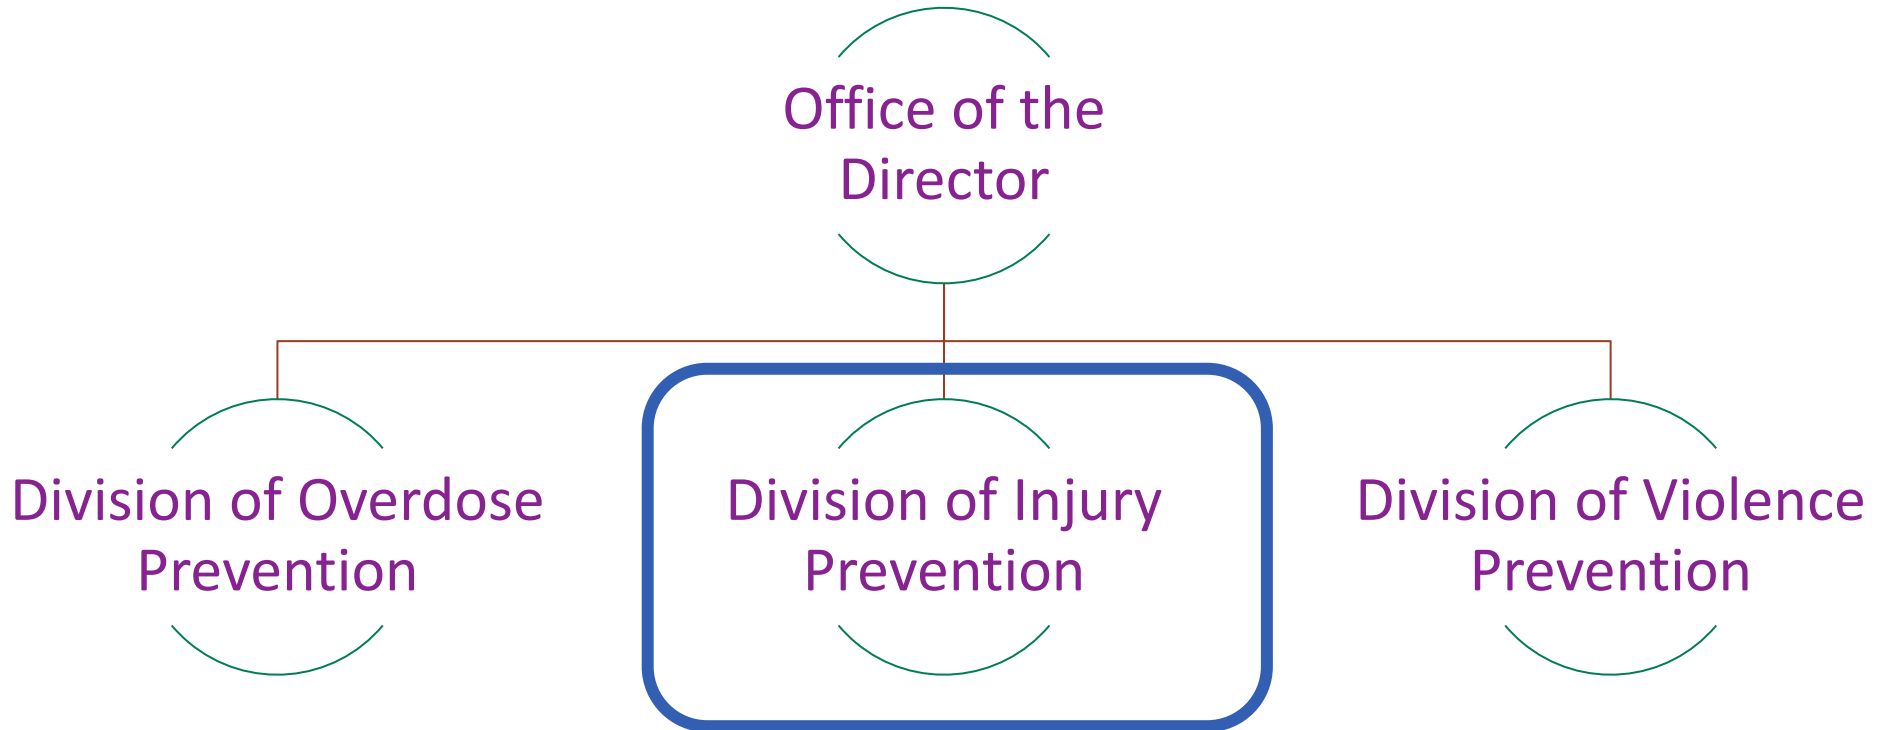 Office of the
Director
Division of Overdose
Prevention
Division of Injury
Prevention
Division of Violence
Prevention